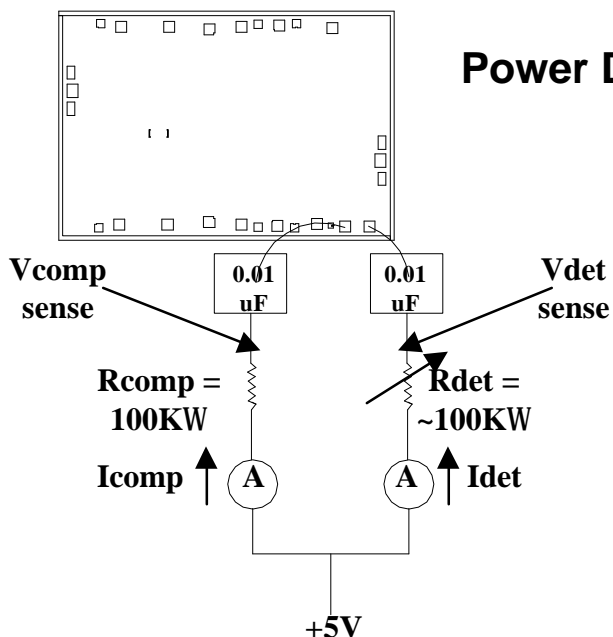 Power D
0.01
uF
0.01
uF
Vcomp
sense
Vdet
sense
Rcomp =
100KW
Rdet =
~100KW
Icomp
A
A
Idet
+5V